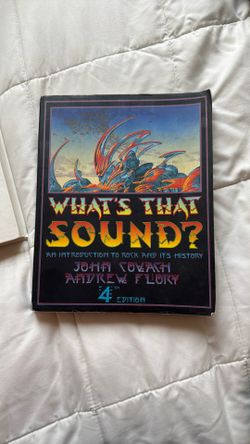 WHAT'S THAT
SOUND?
AN INTRODUCTION TO ROCK AND ITS HISTORY
JOHN COVACH
ANDREW FLORY
4TH
EDITION